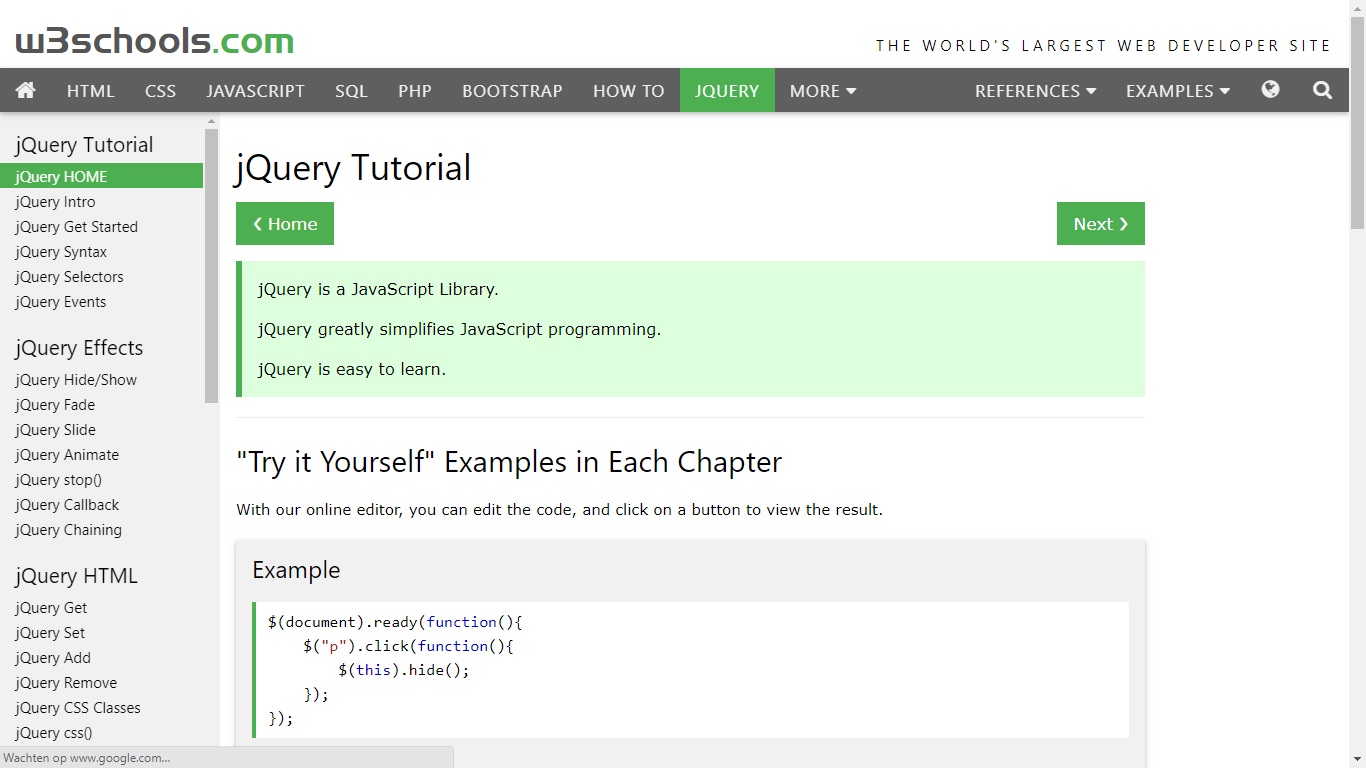 w3schools.com
THE WORLD'S LARGEST WEB DEVELOPER SITE
HTML CSS JAVASCRIPT SQL PHP BOOTSTRAP HOW TO JQUERY MORE REFERENCES EXAMPLES
jQuery Tutorial
jQuery HOME
jQuery Intro
jQuery Get Started
jQuery Syntax
jQuery Selectors
jQuery Events
jQuery Effects
jQuery Hide/Show
jQuery Fade
jQuery Slide
jQuery Animate
jQuery stop()
jQuery Callback
jQuery Chaining
jQuery HTML
jQuery Get
jQuery Set
jQuery Add
jQuery Remove
jQuery CSS Classes
jQuery css()
jQuery Tutorial
❮ Home
Next ❯
jQuery is a JavaScript Library.
jQuery greatly simplifies JavaScript programming.
jQuery is easy to learn.
"Try it Yourself" Examples in Each Chapter
With our online editor, you can edit the code, and click on a button to view the result.
Example
$(document).ready(function(){
    $("p").click(function(){
        $(this).hide();
    });
});
Wachten op www.google.com...